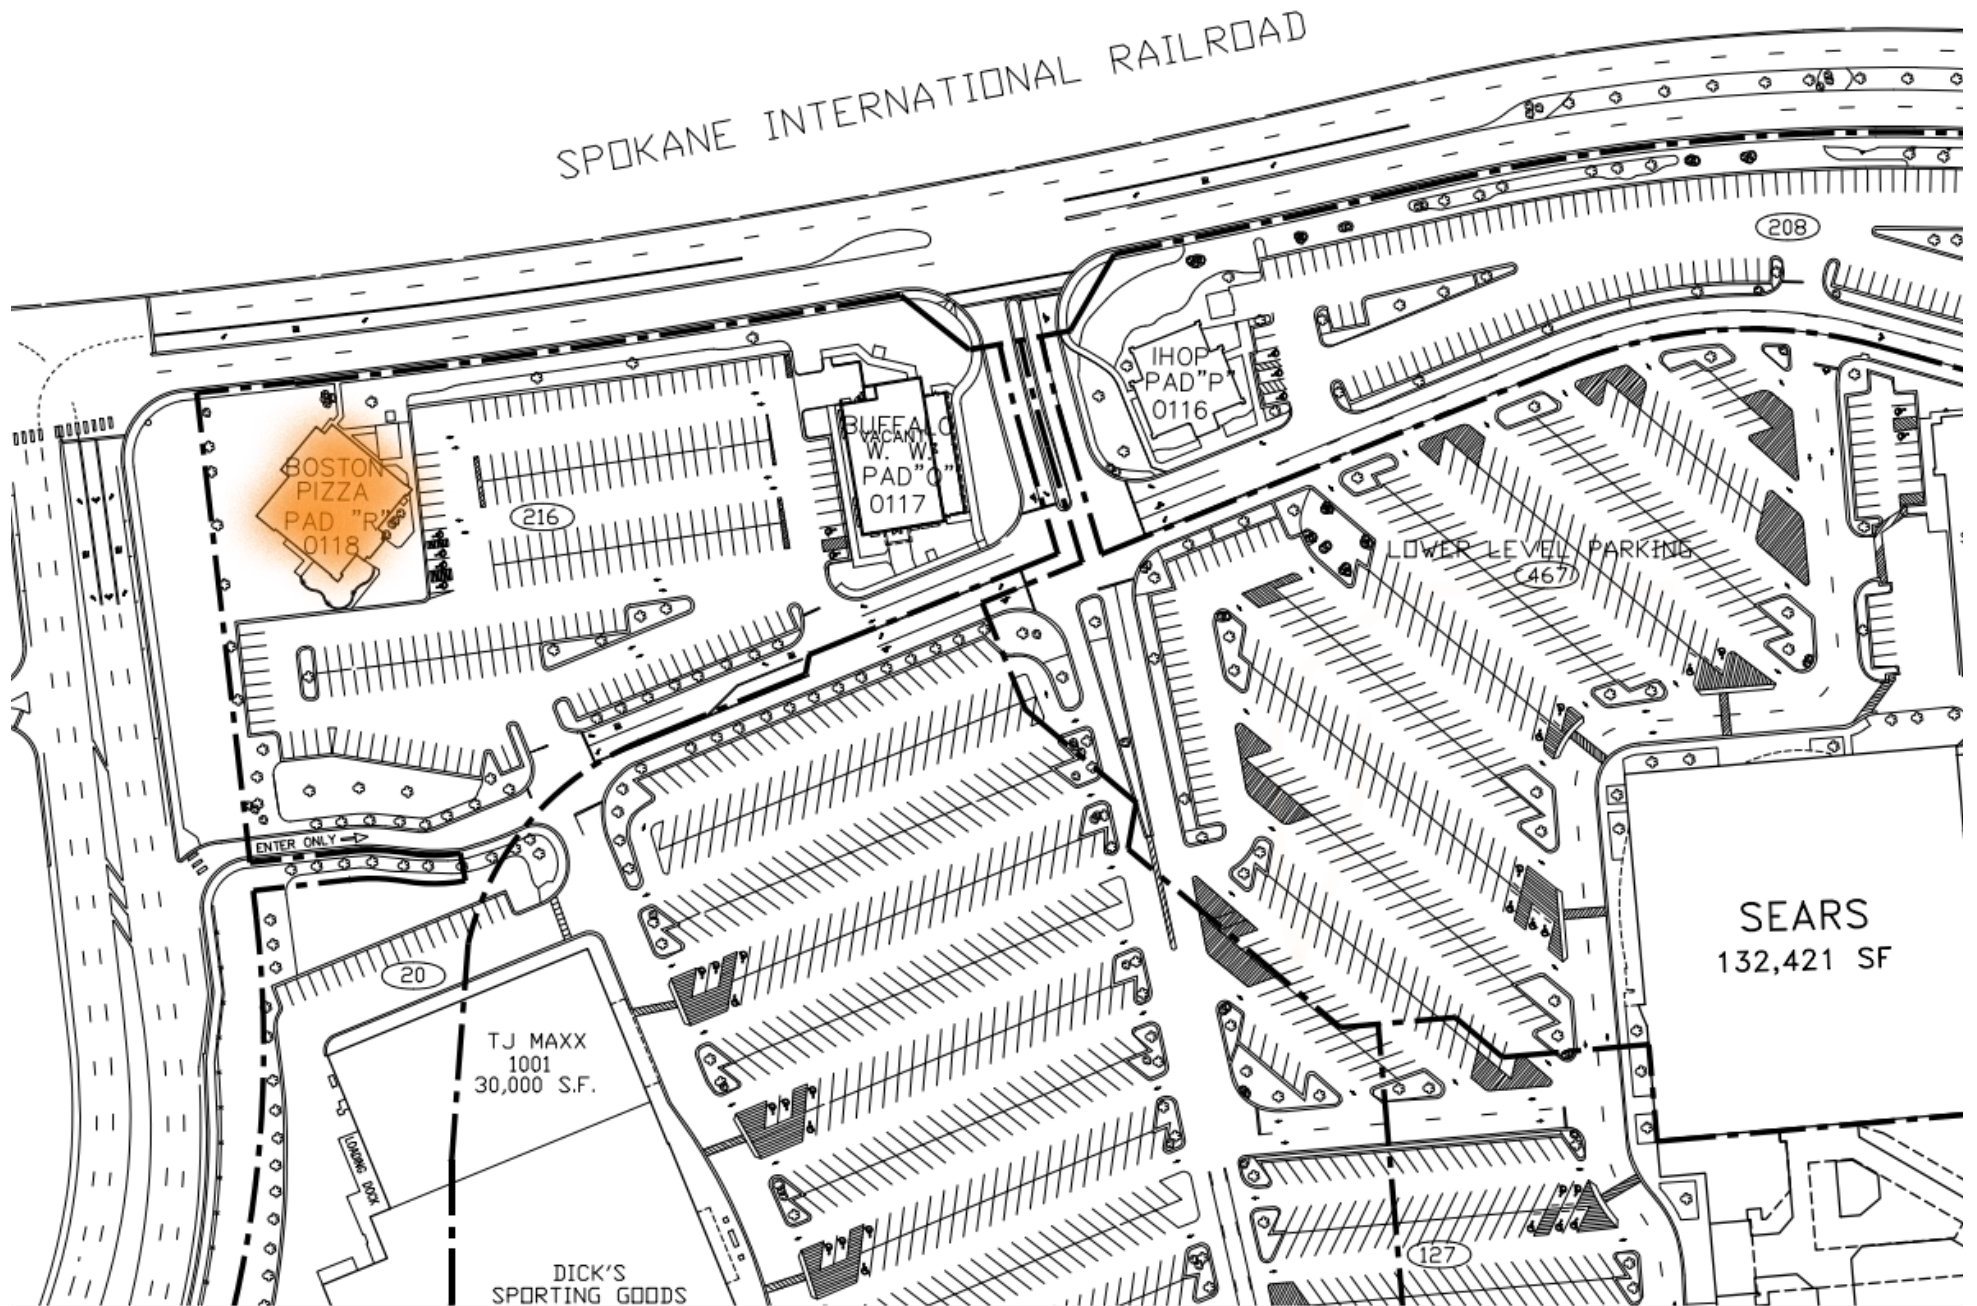 SPOKANE INTERNATIONAL RAILROAD
208
IHOP
PAD"P"
0116
BUFFALO
VACANT
W. W.
PAD"O"
0117
BOSTON
PIZZA
PAD "R"
0118
216
LOWER LEVEL PARKING
467
ENTER ONLY
SEARS
132,421 SF
20
TJ MAXX
1001
30,000 S.F.
LOADING DOCK
127
DICK'S
SPORTING GOODS